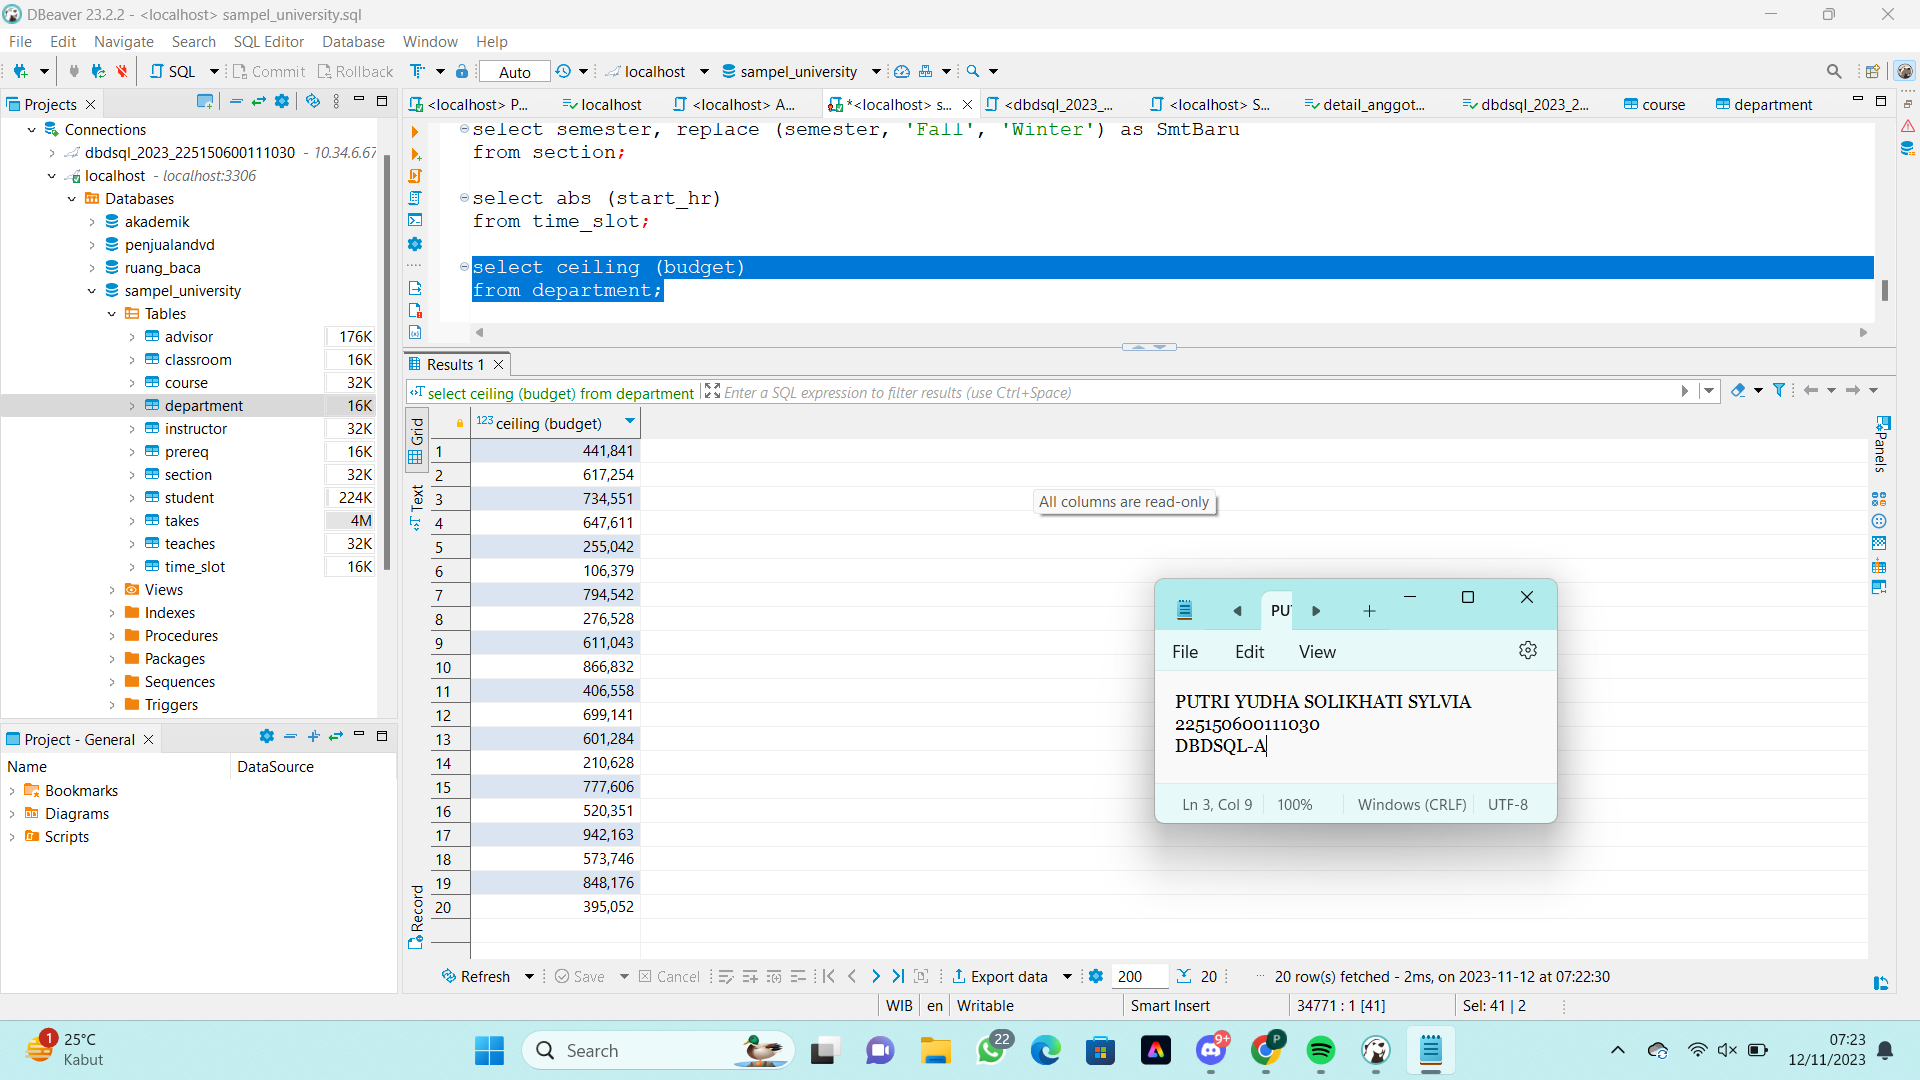 DBeaver 23.2.2 - <localhost> sampel_university.sql
File Edit Navigate Search SQL Editor Database Window Help
SQL Commit Rollback Auto localhost sampel_university
Projects
<localhost> P...
localhost
<localhost> A...
*<localhost> s...
<dbdsql_2023_...
<localhost> S...
detail_anggot...
dbdsql_2023_2...
course
department
Connections
dbdsql_2023_225150600111030 - 10.34.6.67
localhost - localhost:3306
Databases
akademik
penjualandvd
ruang_baca
sampel_university
Tables
advisor 176K
classroom 16K
course 32K
department 16K
instructor 32K
prereq 16K
section 32K
student 224K
takes 4M
teaches 32K
time_slot 16K
Views
Indexes
Procedures
Packages
Sequences
Triggers
Project - General
Name DataSource
Bookmarks
Diagrams
Scripts
select semester, replace (semester, 'Fall', 'Winter') as SmtBaru
from section;
select abs (start_hr)
from time_slot;
select ceiling (budget)
from department;
Results 1
select ceiling (budget) from department
Enter a SQL expression to filter results (use Ctrl+Space)
Grid
Text
Record
Panels
123 ceiling (budget)
1 441,841
2 617,254
3 734,551
4 647,611
5 255,042
6 106,379
7 794,542
8 276,528
9 611,043
10 866,832
11 406,558
12 699,141
13 601,284
14 210,628
15 777,606
16 520,351
17 942,163
18 573,746
19 848,176
20 395,052
All columns are read-only
PUT
File Edit View
PUTRI YUDHA SOLIKHATI SYLVIA
225150600111030
DBDSQL-A
Ln 3, Col 9 100% Windows (CRLF) UTF-8
Refresh Save Cancel Export data 200 20 20 row(s) fetched - 2ms, on 2023-11-12 at 07:22:30
WIB en Writable Smart Insert 34771 : 1 [41] Sel: 41 | 2
1
25°C
Kabut
Search
22
9+
P
07:23
12/11/2023